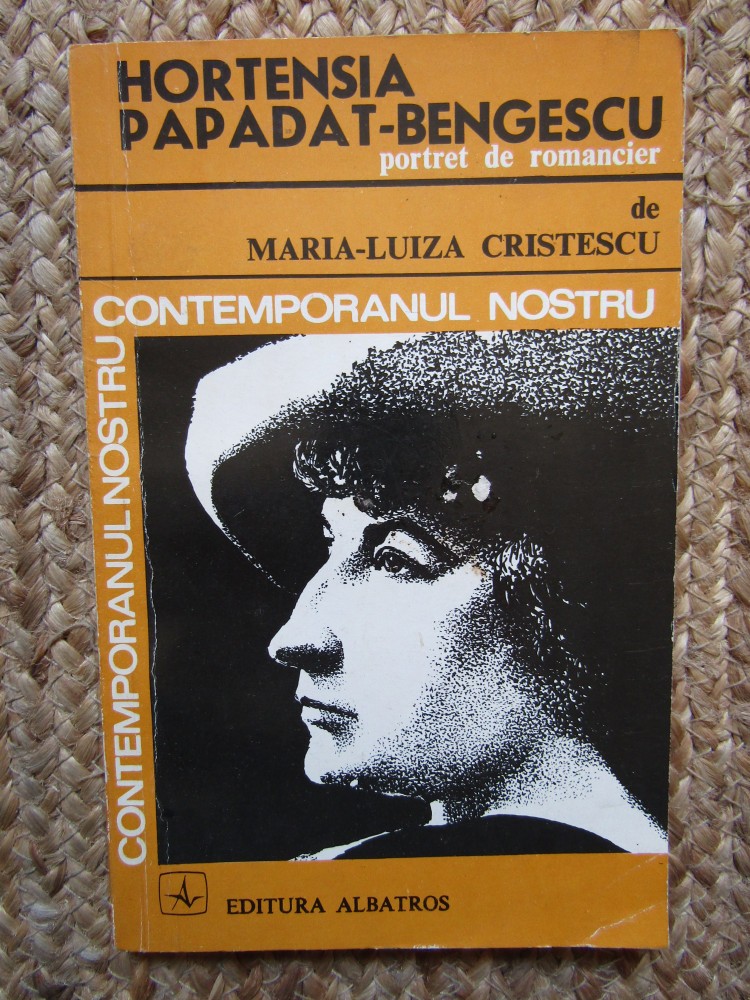 HORTENSIA
PAPADAT-BENGESCU
portret de romancier
de
MARIA-LUIZA CRISTESCU
CONTEMPORANUL NOSTRU
CONTEMPORANUL NOSTRU
EDITURA ALBATROS